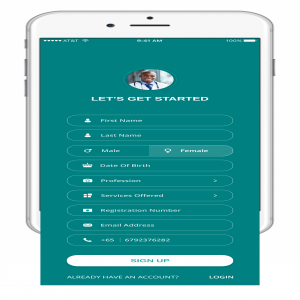 AT&T 9:41 AM 100%
LET'S GET STARTED
First Name
Last Name
Male Female
Date Of Birth
Profession
Services Offered
Registration Number
Email Address
+65 6792376282
SIGN UP
ALREADY HAVE AN ACCOUNT? LOGIN